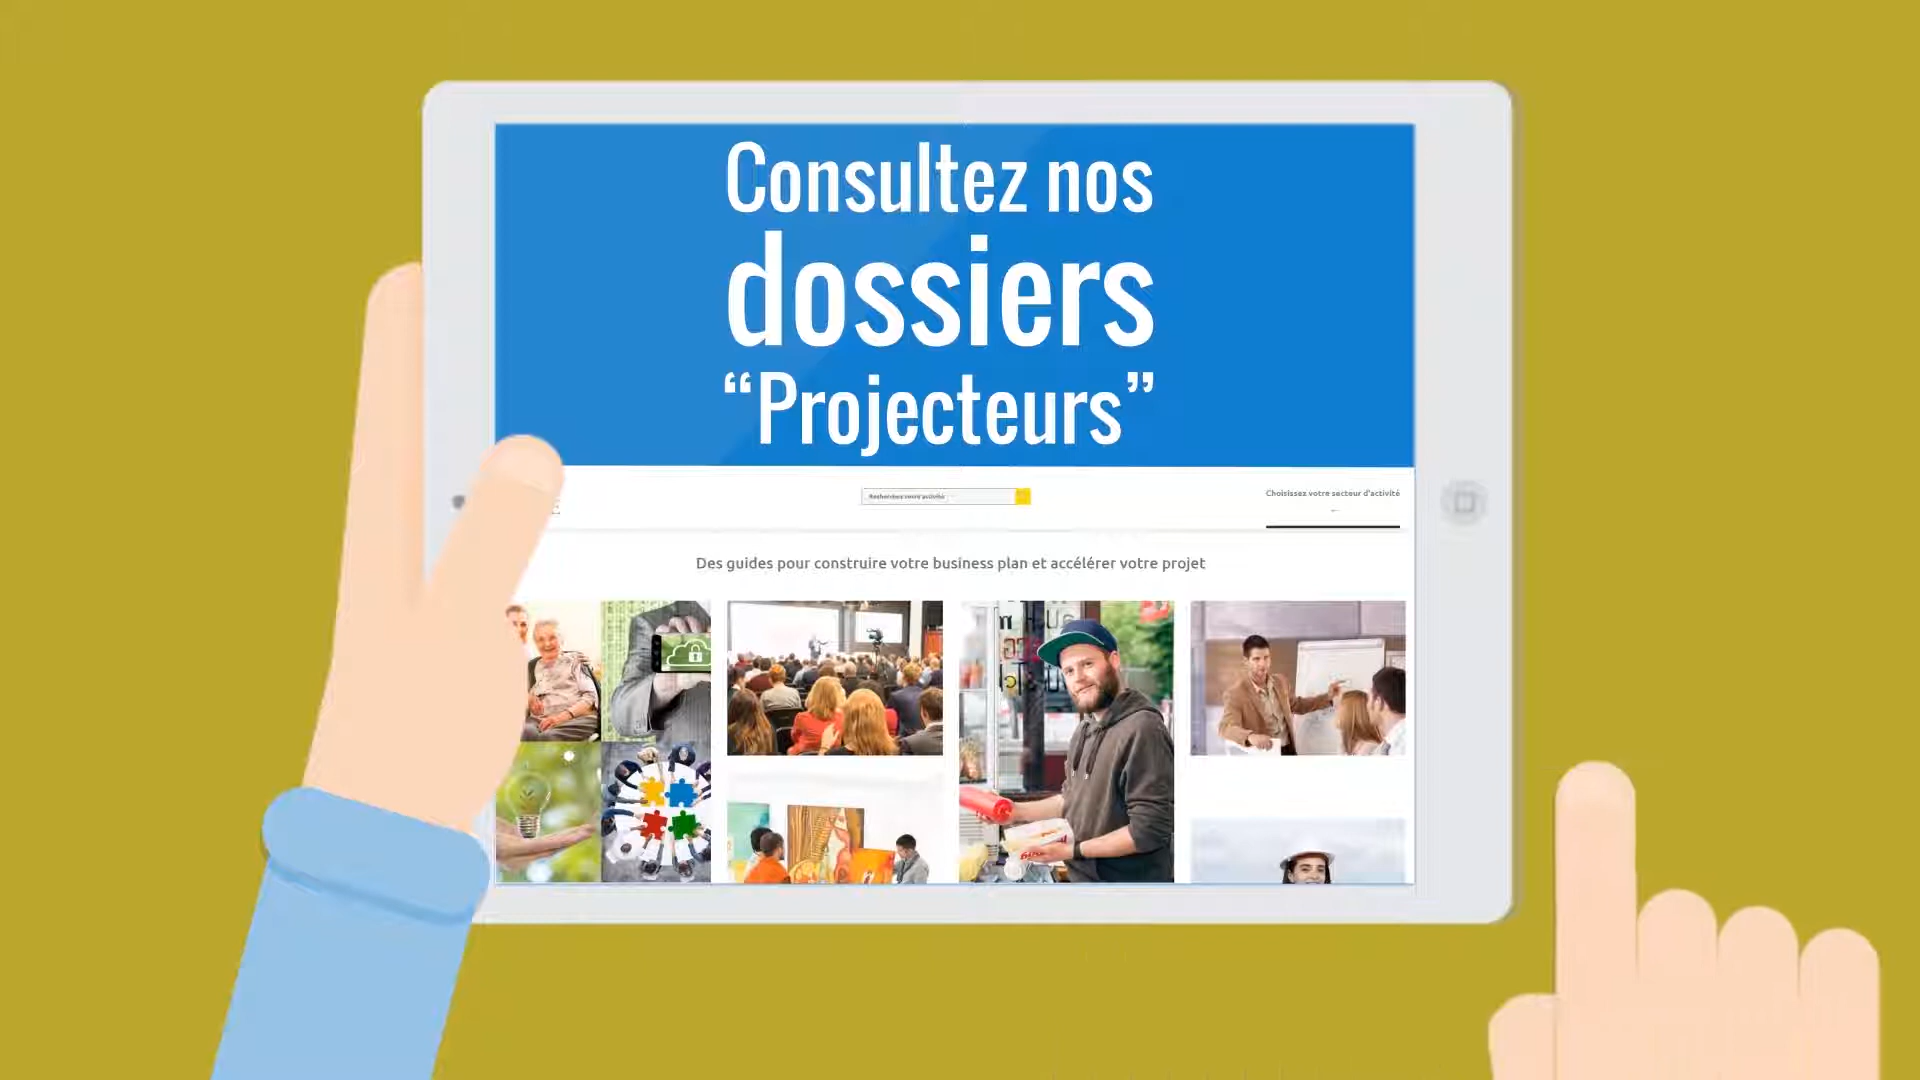 Consultez nos
dossiers
“Projecteurs”
Choisissez votre secteur d'activité
Des guides pour construire votre business plan et accélérer votre projet